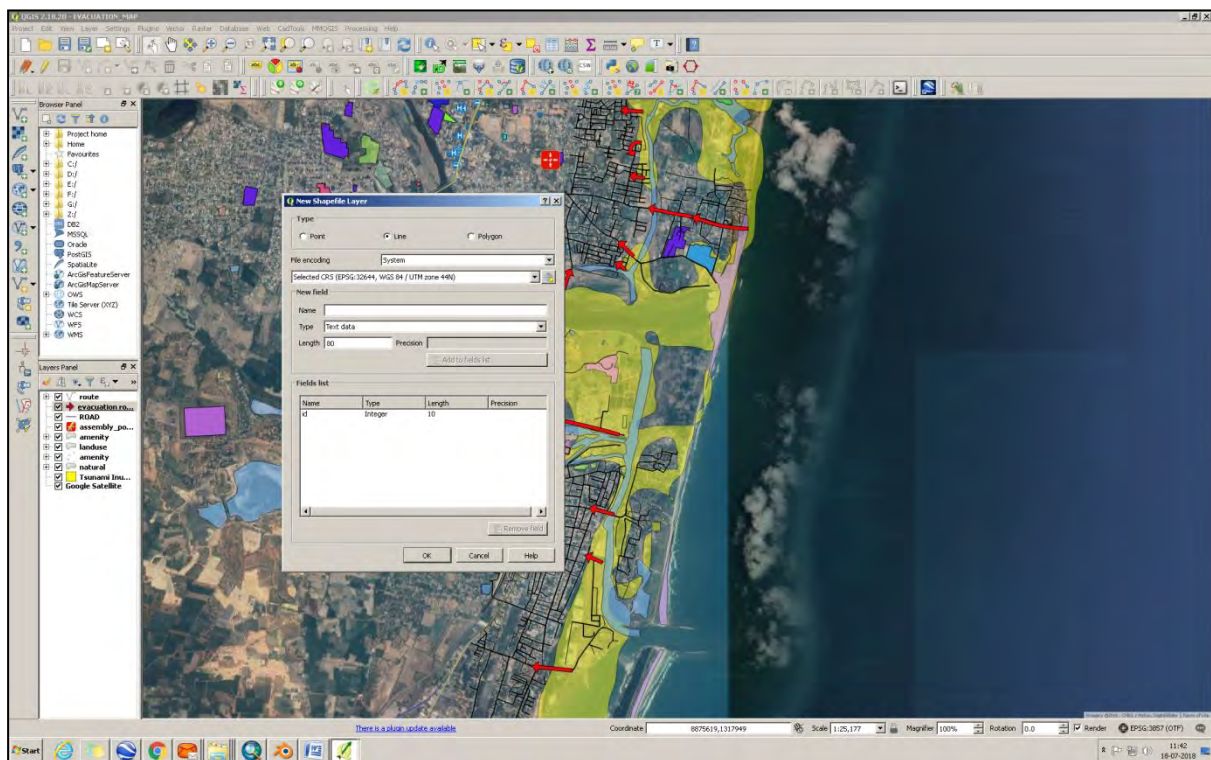 QGIS 2.18.20 - EVACUATION_MAP
Project Edit View Layer Settings Plugins Vector Raster Database Web CadTools MMQGIS Processing Help
CSW
Browser Panel
Project home
Home
Favourites
C:/
D:/
E:/
F:/
G:/
Z:/
DB2
MSSQL
Oracle
PostGIS
SpatiaLite
ArcGisFeatureServer
ArcGisMapServer
OWS
Tile Server (XYZ)
WCS
WFS
WMS
Layers Panel
route
evacuation ro...
ROAD
assembly_po...
amenity
landuse
amenity
natural
Tsunami Inu...
Google Satellite
New Shapefile Layer
Type
Point Line Polygon
File encoding System
Selected CRS (EPSG:32644, WGS 84 / UTM zone 44N)
New field
Name
Type Text data
Length 80 Precision
Add to fields list
Fields list
Name Type Length Precision
id Integer 10
Remove field
OK Cancel Help
There is a plugin update available
Coordinate 8875619,1317949 Scale 1:25,177 Magnifier 100% Rotation 0.0 Render EPSG:3857 (OTF)
Start
11:42
18-07-2018